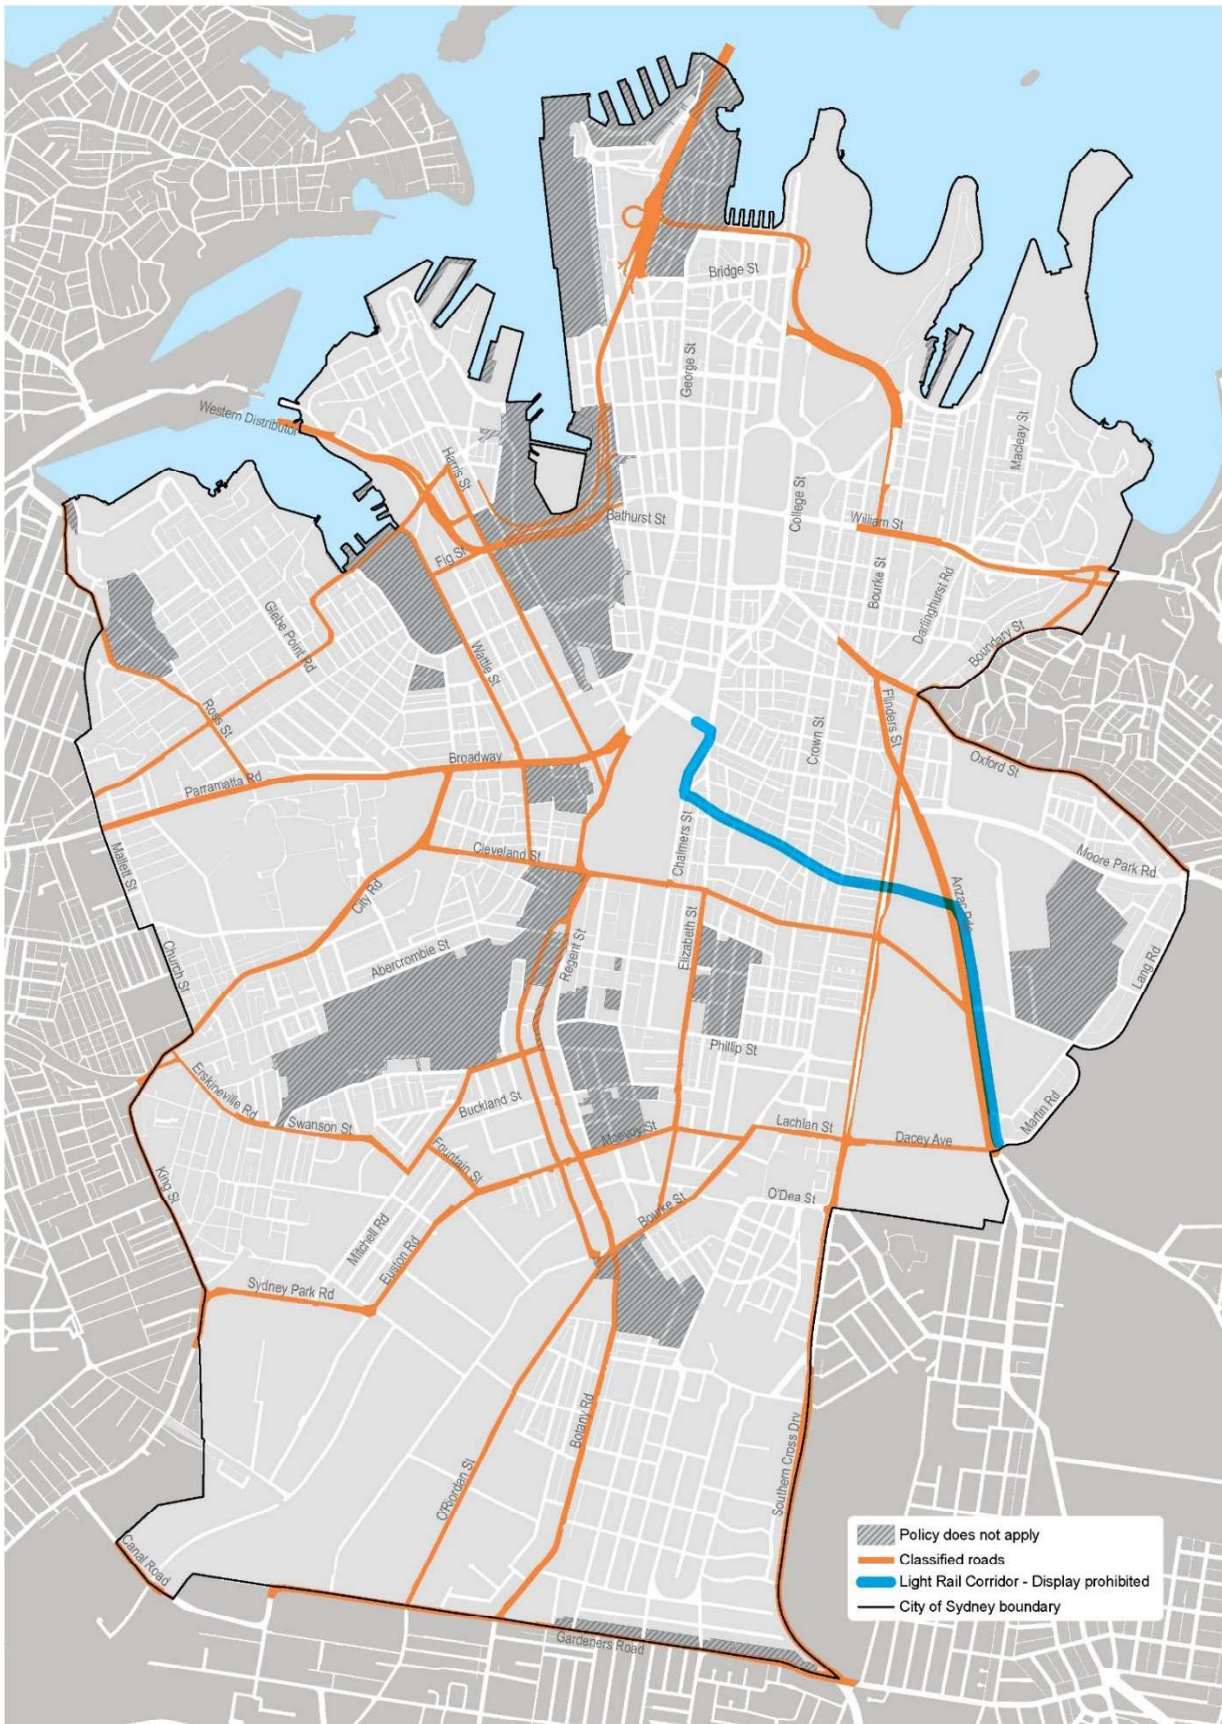 Bridge St
George St
Macleay St
Western Distributor
Harris St
College St
Bathurst St
William St
Fig St
Bourke St
Darlinghurst Rd
Glebe Point Rd
Boundary St
Wattle St
Ross St
Flinders St
Crown St
Oxford St
Broadway
Parramatta Rd
Chalmers St
Moore Park Rd
Cleveland St
Mallett St
City Rd
Anzac Pde
Elizabeth St
Church St
Abercrombie St
Regent St
Lang Rd
Phillip St
Erskineville Rd
Buckland St
Martin Rd
Swanson St
Lachlan St
Dacey Ave
Mcevoy St
Fountain St
King St
O'Dea St
Bourke St
Mitchell Rd
Euston Rd
Sydney Park Rd
Botany Rd
Southern Cross Dry
O'Riordan St
Canal Road
Gardeners Road
Policy does not apply
Classified roads
Light Rail Corridor - Display prohibited
City of Sydney boundary